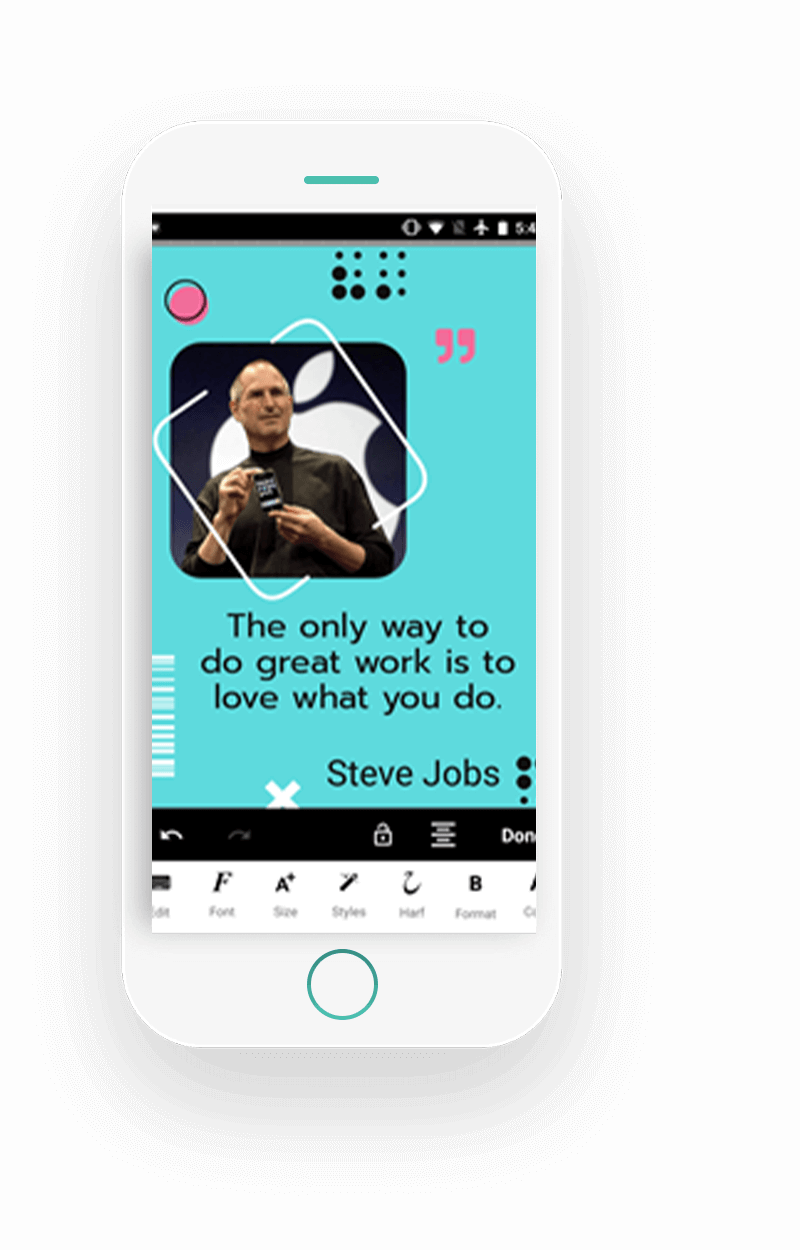 5:4
The only way to
do great work is to
love what you do.
Steve Jobs
Don
dit Font Size Styles Harf Format Co